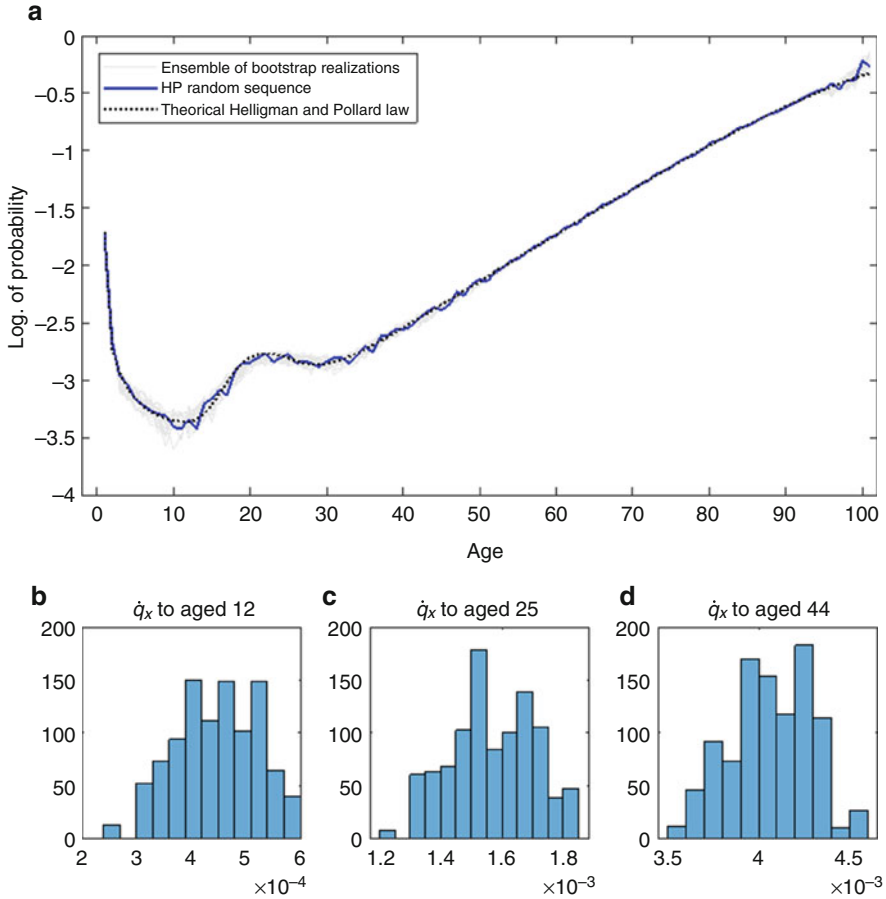 a
0
−0.5
−1
−1.5
−2
−2.5
−3
−3.5
−4
Log. of probability
Ensemble of bootstrap realizations
HP random sequence
Theorical Helligman and Pollard law
0 10 20 30 40 50 60 70 80 90 100
Age
b
q̇x to aged 12
200
150
100
50
0
2 3 4 5 6
×10−4
c
q̇x to aged 25
200
150
100
50
0
1.2 1.4 1.6 1.8
×10−3
d
q̇x to aged 44
200
150
100
50
0
3.5 4 4.5
×10−3